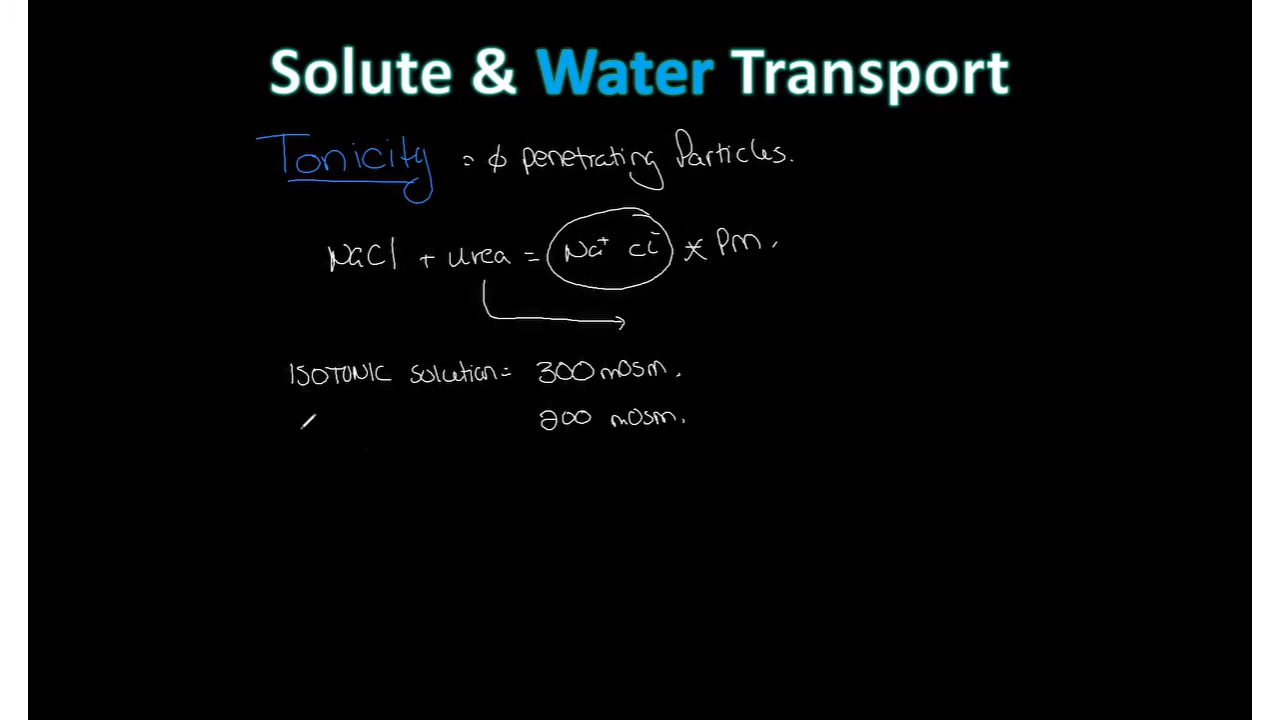 Solute & Water Transport
Tonicity = ϕ penetrating Particles.
NaCl + urea = Na⁺ Cl⁻ * PM.
ISOTONIC solution = 300 mOsm.
200 mOsm.